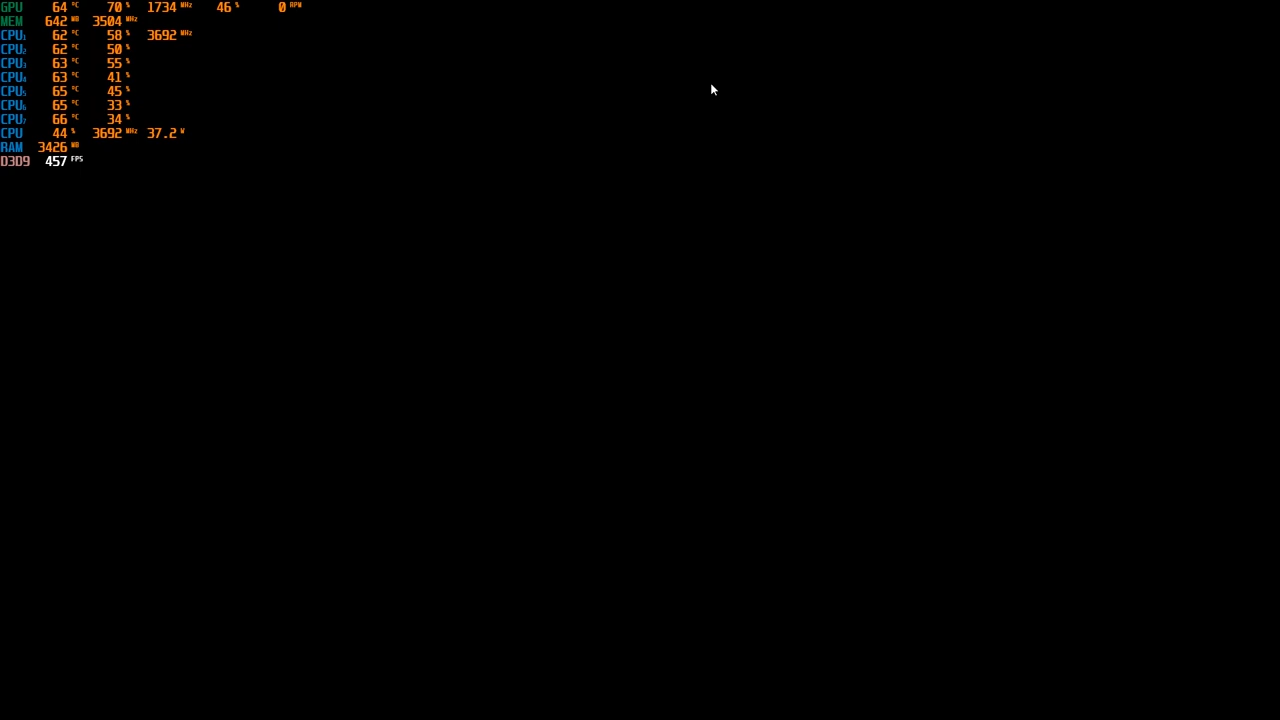 GPU 64 °C 70 % 1734 MHz 46 % 0 RPM
MEM 642 MB 3504 MHz
CPU1 62 °C 58 % 3692 MHz
CPU2 62 °C 50 %
CPU3 63 °C 55 %
CPU4 63 °C 41 %
CPU5 65 °C 45 %
CPU6 65 °C 33 %
CPU7 66 °C 34 %
CPU 44 % 3692 MHz 37.2 W
RAM 3426 MB
D3D9 457 FPS